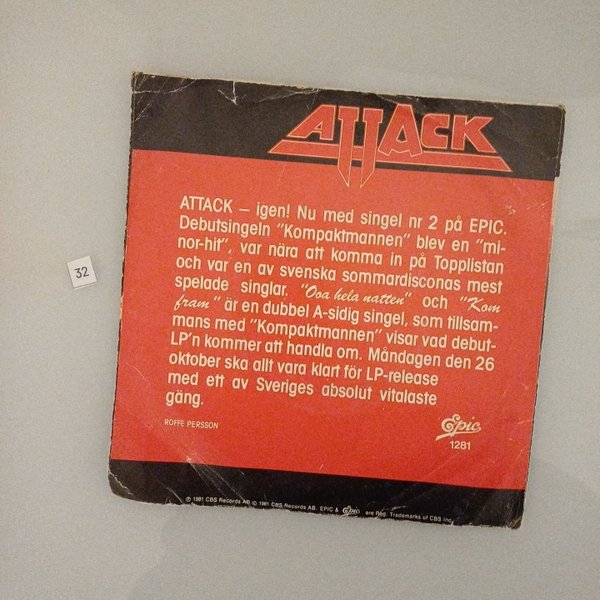 ATTACK
ATTACK – igen! Nu med singel nr 2 på EPIC.
Debutsingeln "Kompaktmannen" blev en "mi-
nor-hit", var nära att komma in på Topplistan
och var en av svenska sommardisconas mest
spelade singlar. "Ooa hela natten" och "Kom
fram" är en dubbel A-sidig singel, som tillsam-
mans med "Kompaktmannen" visar vad debut-
LP'n kommer att handla om. Måndagen den 26
oktober ska allt vara klart för LP-release
med ett av Sveriges absolut vitalaste
gäng.
ROFFE PERSSON
Epic
1281
32
℗ 1981 CBS Records AB © 1981 CBS Records AB. EPIC & Epic are Reg. Trademarks of CBS Inc.